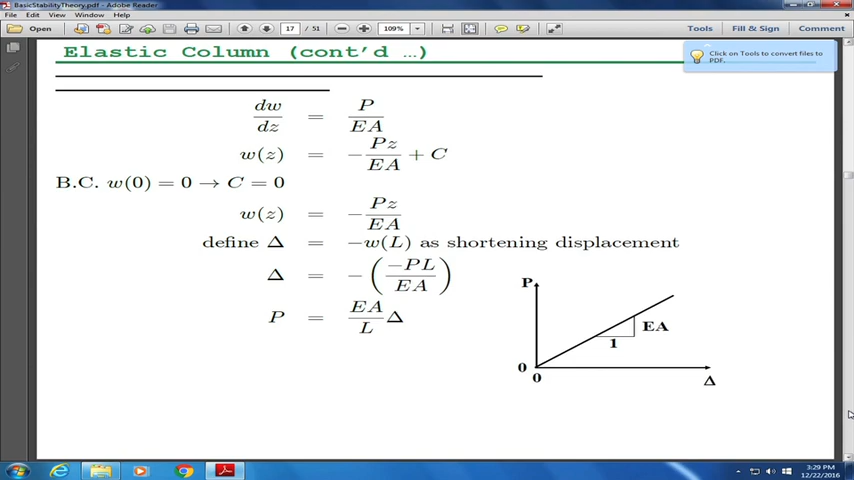 BasicStabilityTheory.pdf - Adobe Reader
File Edit View Window Help
Open 17 / 51 109% Tools Fill & Sign Comment
Elastic Column (cont'd …)
Click on Tools to convert files to PDF.
dw/dz = P/EA
w(z) = −Pz/EA + C
B.C. w(0) = 0 → C = 0
w(z) = −Pz/EA
define Δ = −w(L) as shortening displacement
Δ = −(−PL/EA)
P = EA/L Δ
P
EA
1
0
0
Δ
3:29 PM
12/22/2016